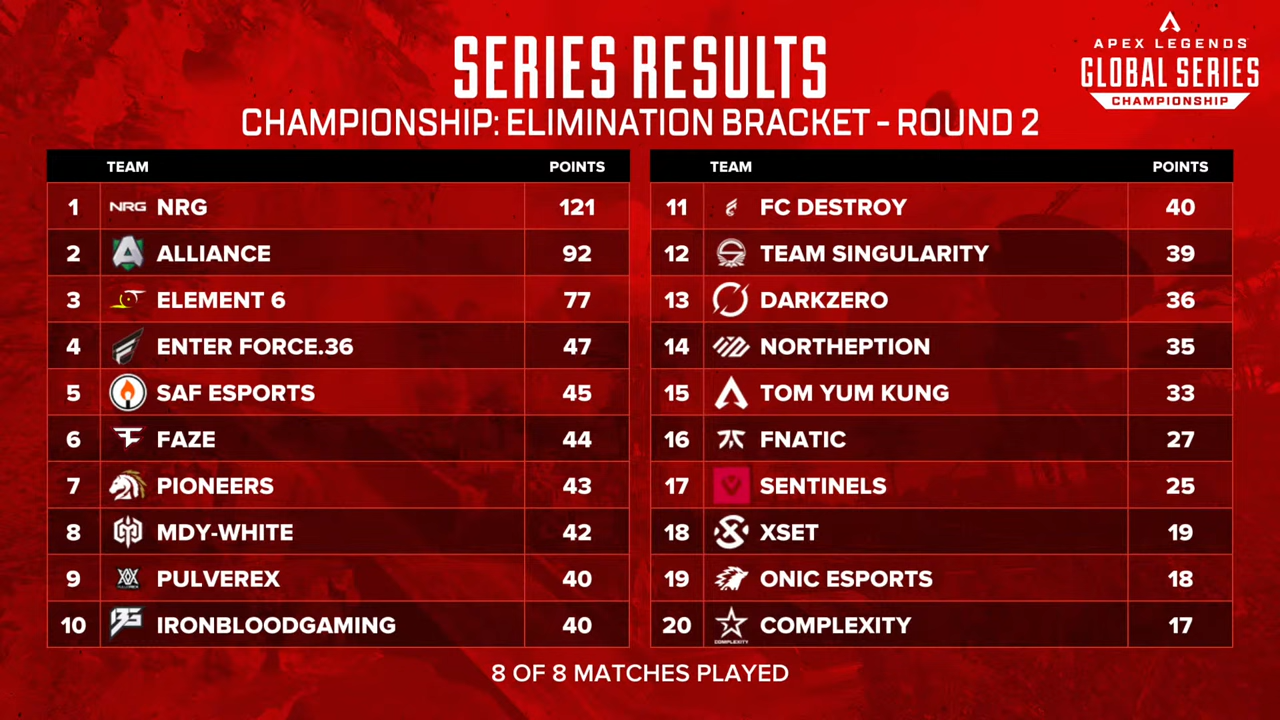 SERIES RESULTS
CHAMPIONSHIP: ELIMINATION BRACKET - ROUND 2
APEX LEGENDS
GLOBAL SERIES
CHAMPIONSHIP
TEAM POINTS
1 NRG NRG 121
2 ALLIANCE 92
3 ELEMENT 6 77
4 ENTER FORCE.36 47
5 SAF ESPORTS 45
6 FAZE 44
7 PIONEERS 43
8 MDY-WHITE 42
9 PULVEREX 40
10 IRONBLOODGAMING 40
TEAM POINTS
11 FC DESTROY 40
12 TEAM SINGULARITY 39
13 DARKZERO 36
14 NORTHEPTION 35
15 TOM YUM KUNG 33
16 FNATIC 27
17 SENTINELS 25
18 XSET 19
19 ONIC ESPORTS 18
20 COMPLEXITY COMPLEXITY 17
8 OF 8 MATCHES PLAYED